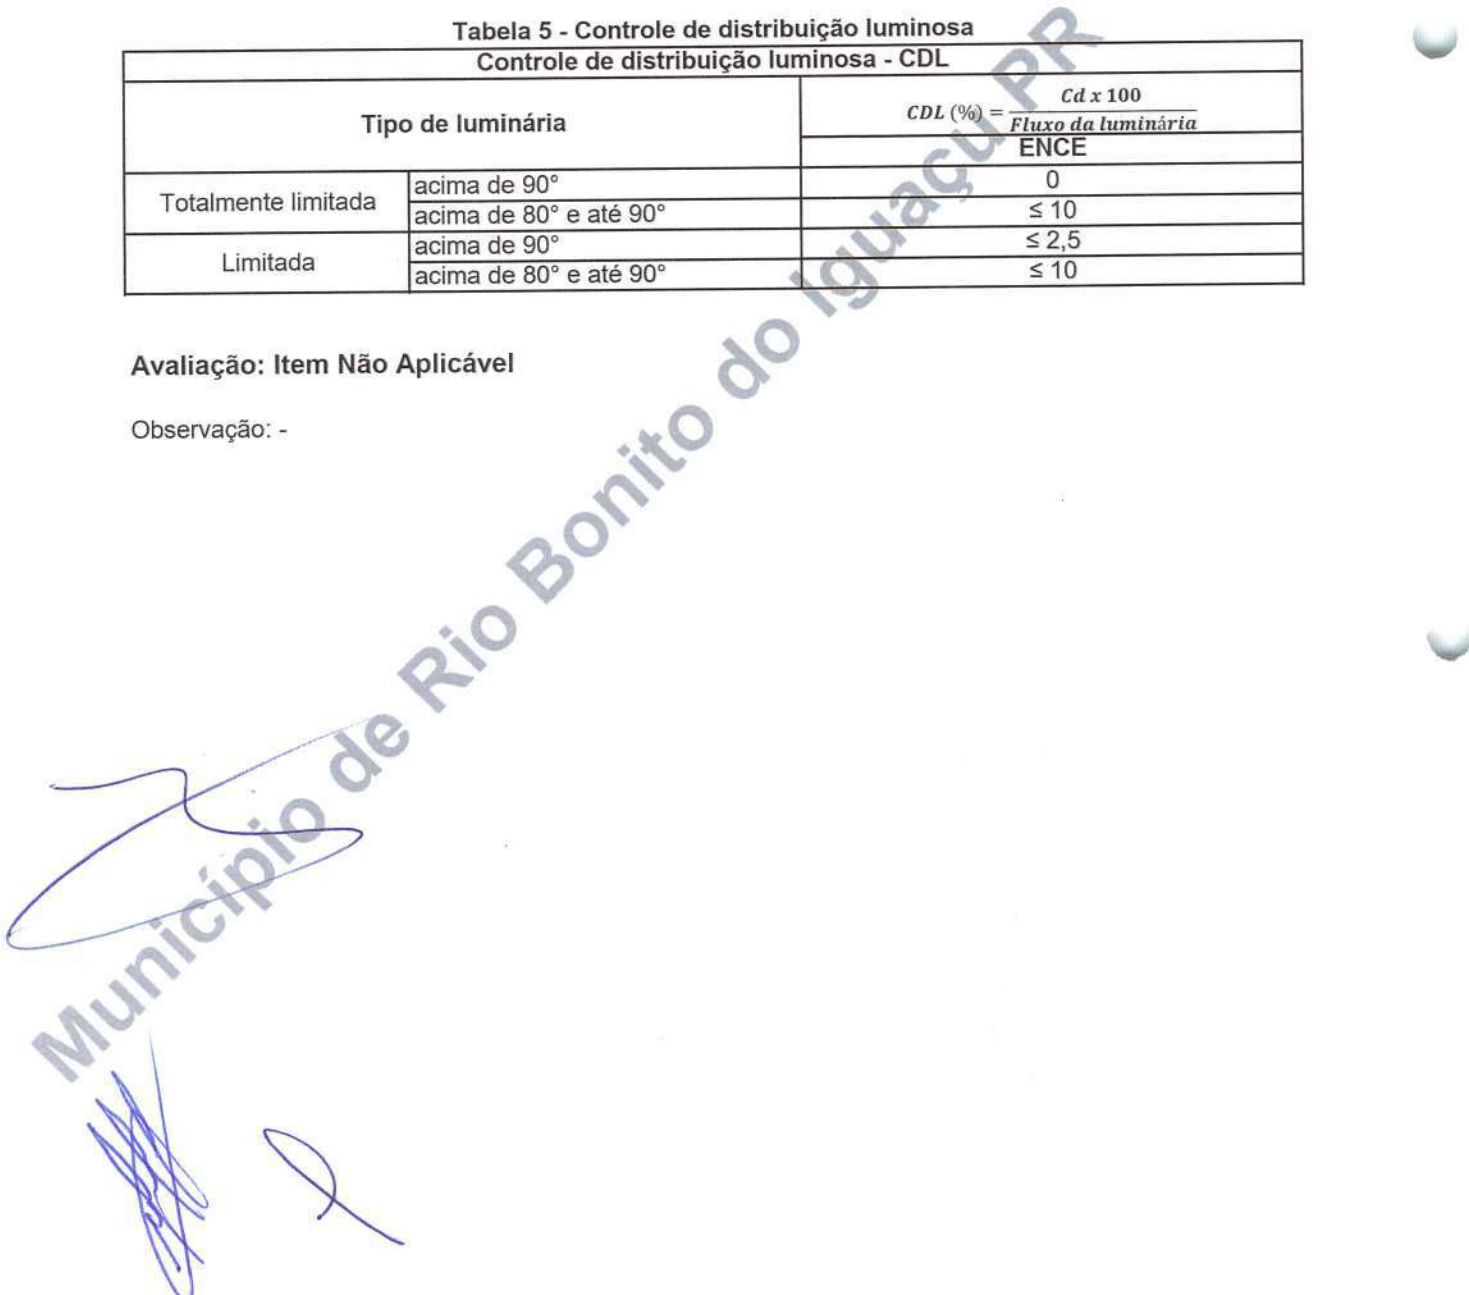 Tabela 5 - Controle de distribuição luminosa
Controle de distribuição luminosa - CDL
Tipo de luminária
CDL (%) = Cd x 100 / Fluxo da luminária
ENCE
Totalmente limitada
acima de 90° 0
acima de 80° e até 90° ≤ 10
Limitada
acima de 90° ≤ 2,5
acima de 80° e até 90° ≤ 10
Avaliação: Item Não Aplicável
Observação: -
Município de Rio Bonito do Iguaçu PR